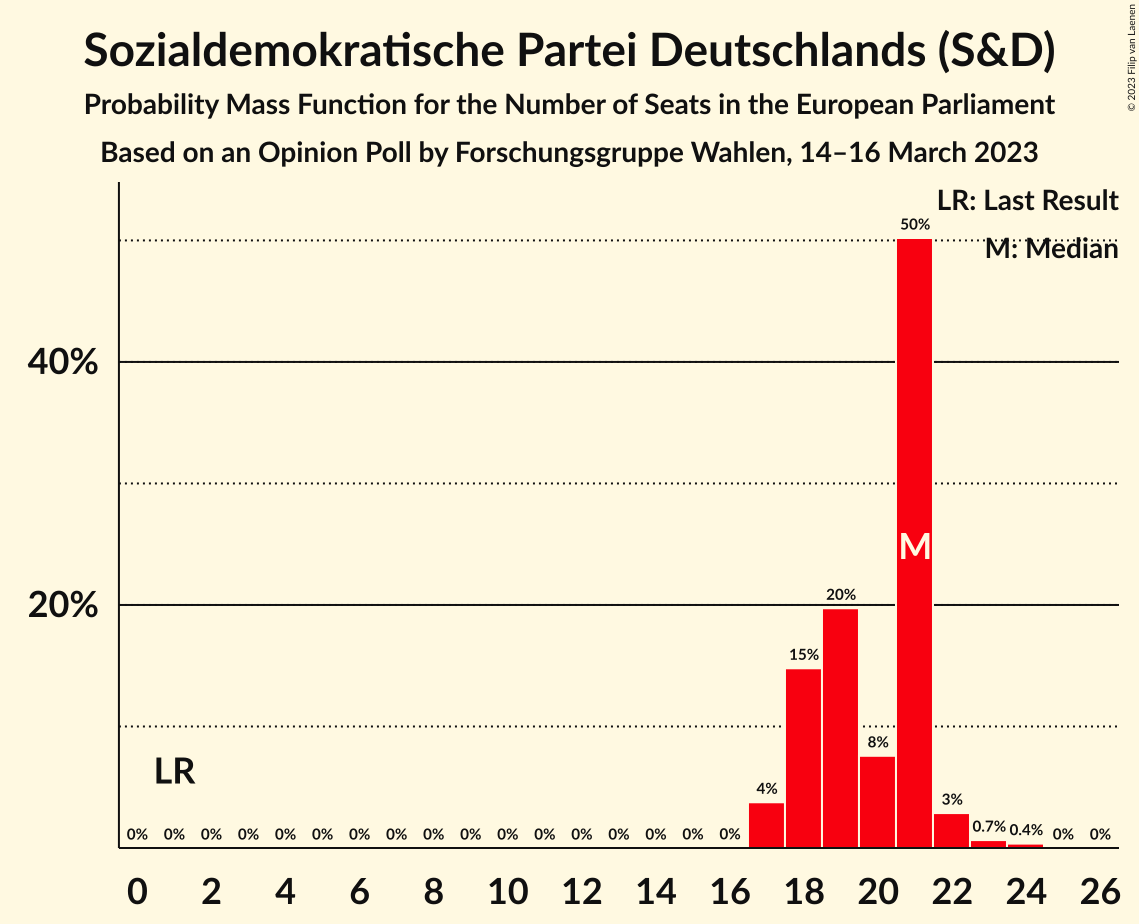 Sozialdemokratische Partei Deutschlands (S&D)
Probability Mass Function for the Number of Seats in the European Parliament
Based on an Opinion Poll by Forschungsgruppe Wahlen, 14–16 March 2023
© 2023 Filip van Laenen
LR: Last Result
M: Median
50%
40%
M
20%
20%
15%
8%
LR
4%
3%
0% 0% 0% 0% 0% 0% 0% 0% 0% 0% 0% 0% 0% 0% 0% 0% 0% 0.7% 0.4% 0% 0%
0 2 4 6 8 10 12 14 16 18 20 22 24 26